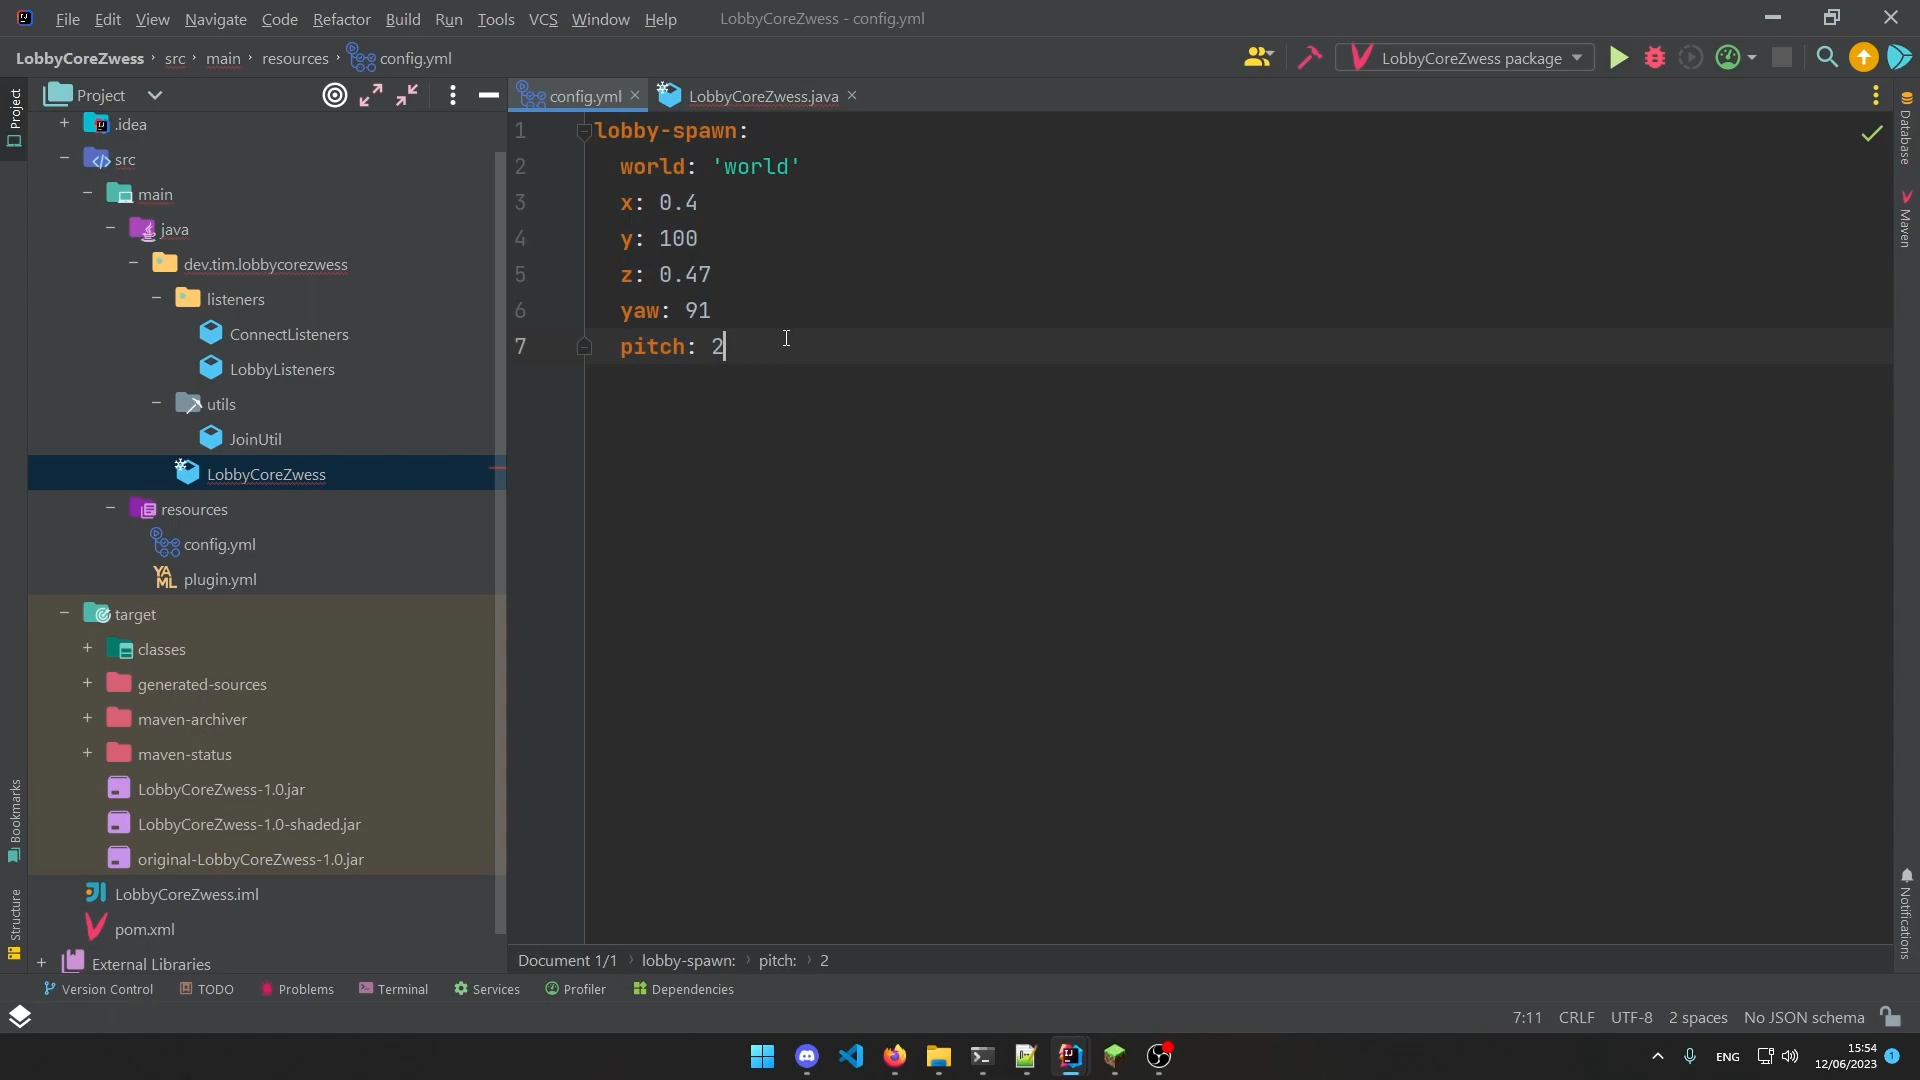 File Edit View Navigate Code Refactor Build Run Tools VCS Window Help LobbyCoreZwess - config.yml
LobbyCoreZwess src main resources config.yml LobbyCoreZwess package
Project
Project
config.yml LobbyCoreZwess.java
Database
Maven
Notifications
.idea
src
main
java
dev.tim.lobbycorezwess
listeners
ConnectListeners
LobbyListeners
utils
JoinUtil
LobbyCoreZwess
resources
config.yml
YA
ML plugin.yml
target
classes
generated-sources
maven-archiver
maven-status
LobbyCoreZwess-1.0.jar
LobbyCoreZwess-1.0-shaded.jar
original-LobbyCoreZwess-1.0.jar
LobbyCoreZwess.iml
pom.xml
External Libraries
Bookmarks
Structure
1 lobby-spawn:
2 world: 'world'
3 x: 0.4
4 y: 100
5 z: 0.47
6 yaw: 91
7 pitch: 2
Document 1/1 lobby-spawn: pitch: 2
Version Control TODO Problems Terminal Services Profiler Dependencies
7:11 CRLF UTF-8 2 spaces No JSON schema
ENG 15:54
12/06/2023 1